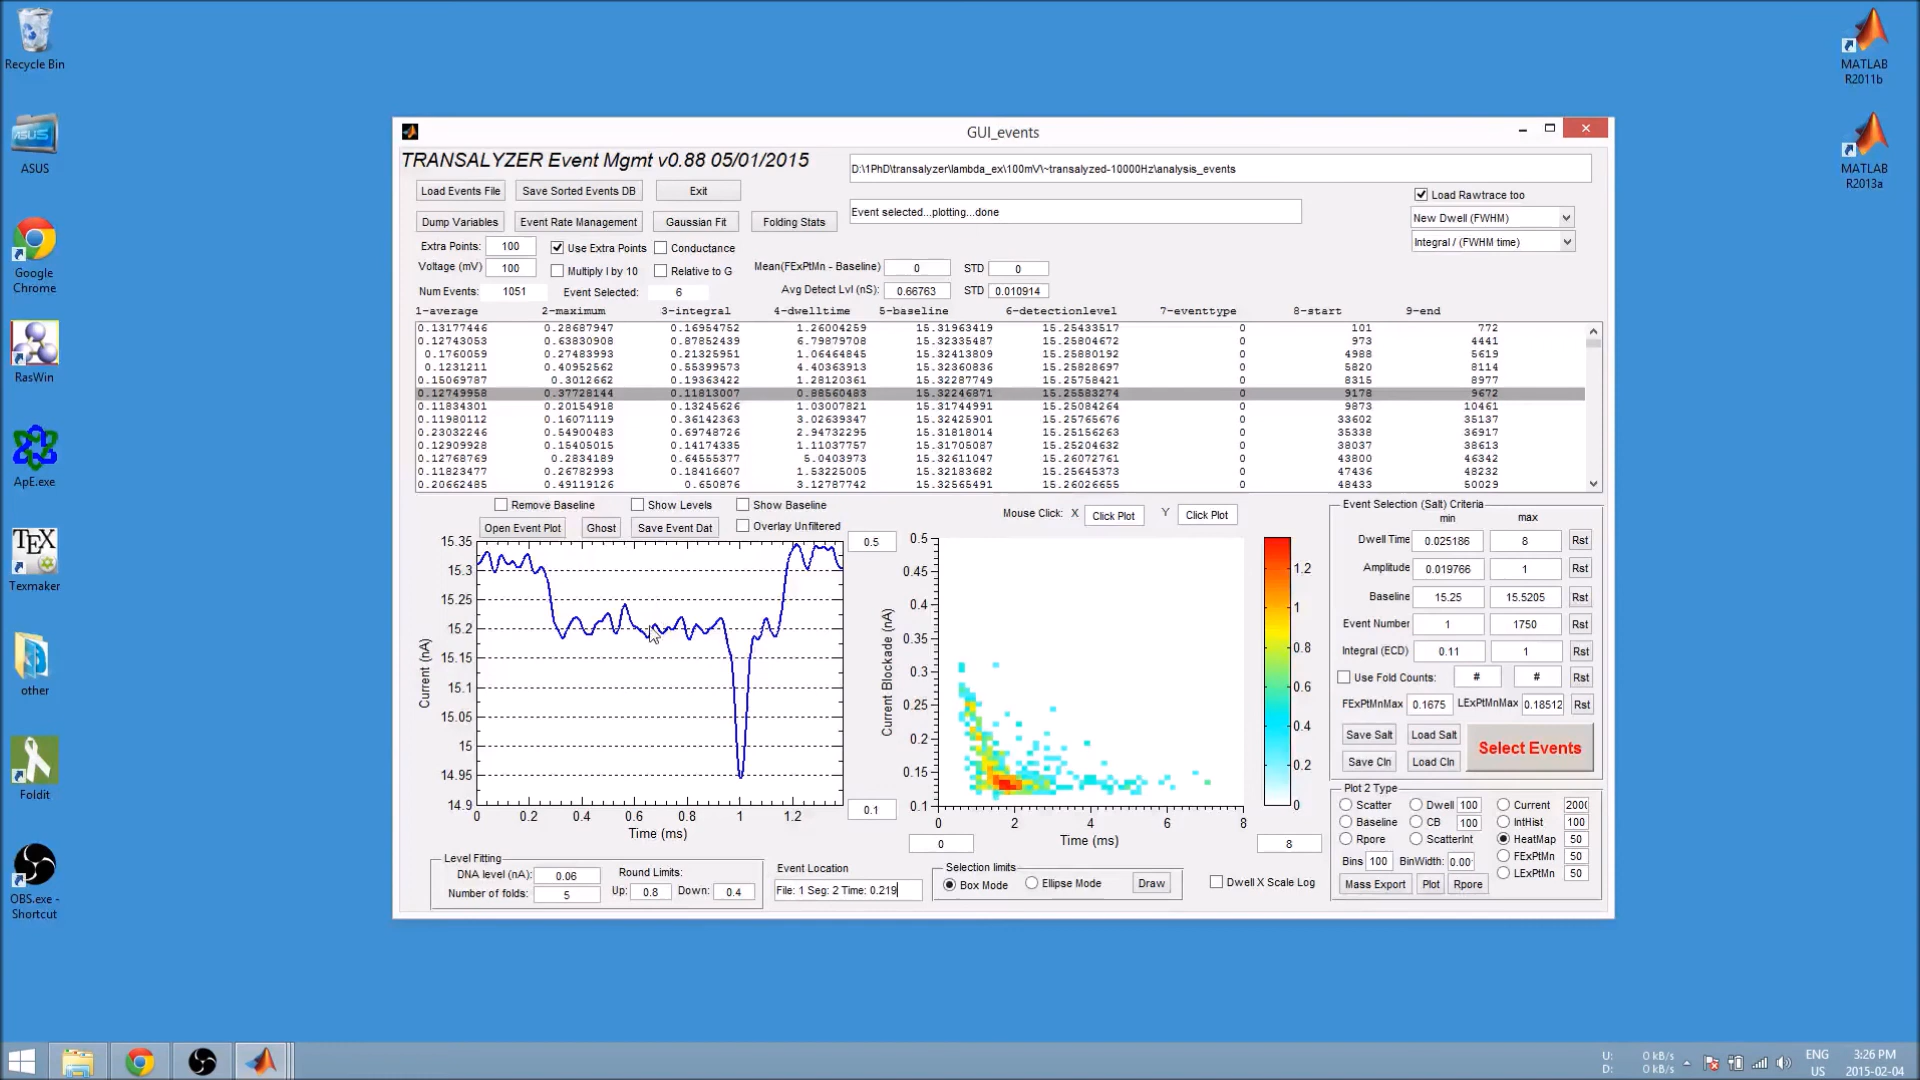 Recycle Bin
ASUS
Google
Chrome
RasWin
ApE.exe
Texmaker
other
Foldit
OBS.exe -
Shortcut
MATLAB
R2011b
MATLAB
R2013a
GUI_events
TRANSALYZER Event Mgmt v0.88 05/01/2015
D:\1PhD\transalyzer\lambda_ex\100mV\~transalyzed-10000Hz\analysis_events
Load Events File Save Sorted Events DB Exit
Load Rawtrace too
Event selected...plotting...done
New Dwell (FWHM)
Dump Variables Event Rate Management Gaussian Fit Folding Stats
Integral / (FWHM time)
Extra Points: 100 Use Extra Points Conductance
Voltage (mV) 100 Multiply I by 10 Relative to G Mean(FExPtMn - Baseline) 0 STD 0
Num Events: 1051 Event Selected: 6 Avg Detect Lvl (nS): 0.66763 STD 0.010914
1-average 2-maximum 3-integral 4-dwelltime 5-baseline 6-detectionlevel 7-eventtype 8-start 9-end
0.13177446 0.28687947 0.16954752 1.26004259 15.31963419 15.25433517 0 101 772
0.12743053 0.63830908 0.87852439 6.79879708 15.32335487 15.25804672 0 973 4441
0.1760059 0.27483993 0.21325951 1.06464845 15.32413809 15.25880192 0 4988 5619
0.1231211 0.40952562 0.55399573 4.40363913 15.32360836 15.25828697 0 5820 8114
0.15069787 0.3012662 0.19363422 1.28120361 15.32287749 15.25758421 0 8315 8977
0.12749958 0.37728144 0.11813007 0.88560483 15.32246871 15.25583274 0 9178 9672
0.11834301 0.20154918 0.13245626 1.03007821 15.31744991 15.25084264 0 9873 10461
0.11980112 0.16071119 0.36142363 3.02639347 15.32425901 15.25765676 0 33602 35137
0.23032246 0.54900483 0.69748726 2.94732295 15.31818014 15.25156263 0 35338 36917
0.12909928 0.15405015 0.14174335 1.11037757 15.31705087 15.25204632 0 38037 38613
0.12768769 0.2834189 0.64555377 5.0403973 15.32611047 15.26072761 0 43800 46342
0.11823477 0.26782993 0.18416607 1.53225005 15.32183682 15.25645373 0 47436 48232
0.20662485 0.49119126 0.650876 3.12787742 15.32565491 15.26026655 0 48433 50029
Remove Baseline Show Levels Show Baseline
Open Event Plot Ghost Save Event Dat Overlay Unfiltered
Mouse Click: X Click Plot Y Click Plot
0.5
15.35
15.3
15.25
15.2
15.15
15.1
15.05
15
14.95
14.9
Current (nA)
0 0.2 0.4 0.6 0.8 1 1.2
Time (ms)
0.1
0.5
0.45
0.4
0.35
0.3
0.25
0.2
0.15
0.1
Current Blockade (nA)
0 2 4 6 8
Time (ms)
0 8
1.2
1
0.8
0.6
0.4
0.2
0
Event Selection (Salt) Criteria
min max
Dwell Time 0.025186 8 Rst
Amplitude 0.019766 1 Rst
Baseline 15.25 15.5205 Rst
Event Number 1 1750 Rst
Integral (ECD) 0.11 1 Rst
Use Fold Counts: # # Rst
FExPtMnMax 0.1675 LExPtMnMax 0.18512 Rst
Save Salt Load Salt
Select Events
Save Cln Load Cln
Plot 2 Type
Scatter Dwell 100 Current
Baseline CB 100 IntHist 100
Rpore ScatterInt HeatMap 50
Bins 100 BinWidth: FExPtMn 50
LExPtMn 50
Mass Export Plot Rpore
Level Fitting
DNA level (nA): 0.06 Round Limits:
Number of folds: 5 Up: 0.8 Down: 0.4
Event Location
File: 1 Seg: 2 Time: 0.219
Selection limits
Box Mode Ellipse Mode Draw
Dwell X Scale Log
U: 0 kB/s
D: 0 kB/s
ENG
US
3:26 PM
2015-02-04